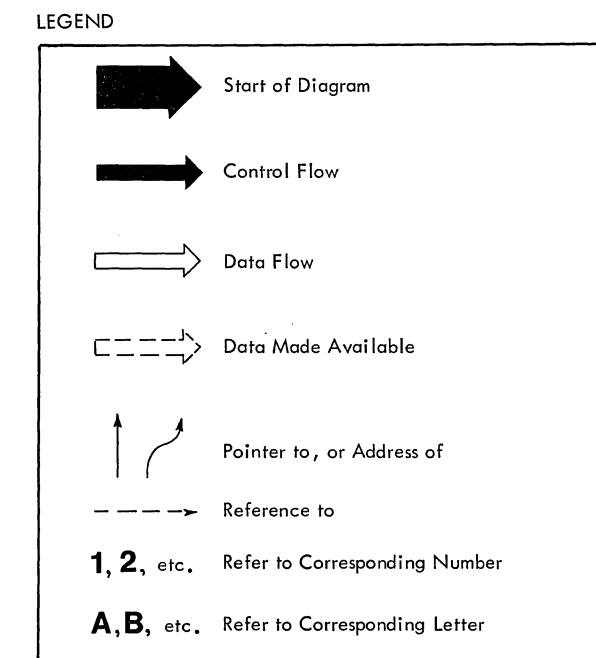 LEGEND
Start of Diagram
Control Flow
Data Flow
Data Made Available
Pointer to, or Address of
Reference to
1, 2, etc. Refer to Corresponding Number
A, B, etc. Refer to Corresponding Letter